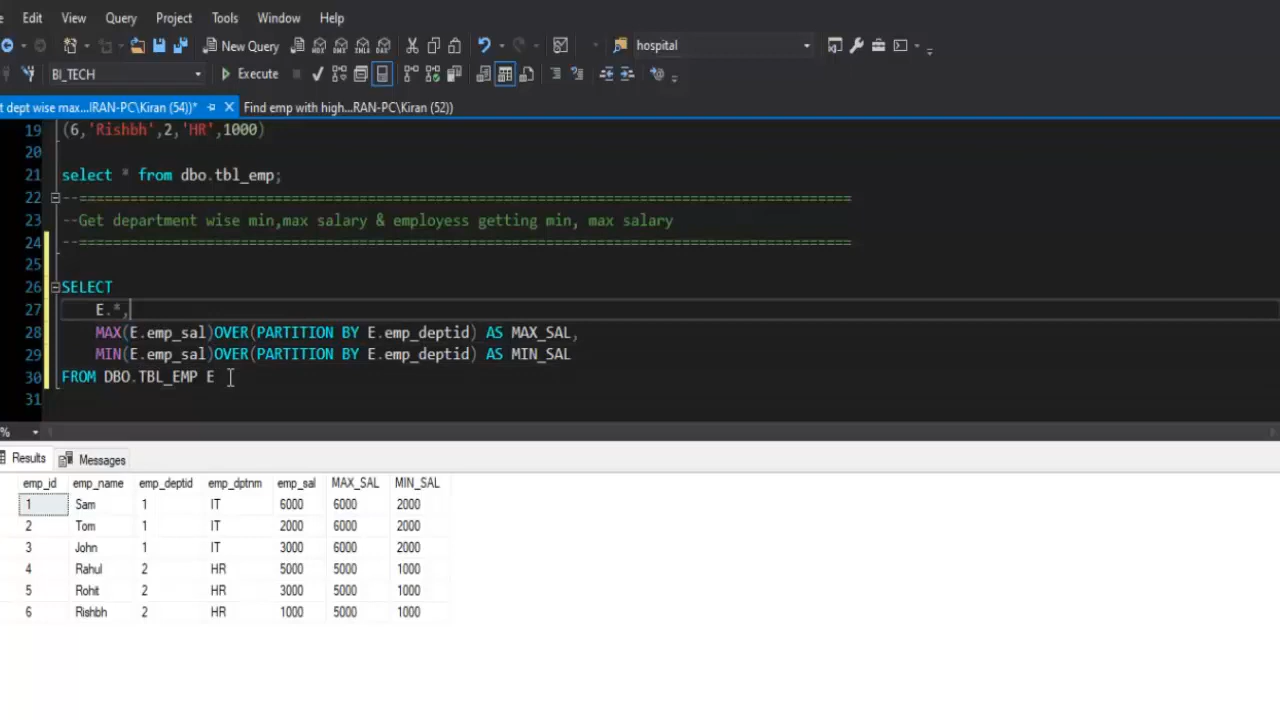 e Edit View Query Project Tools Window Help
New Query hospital
BI_TECH Execute
t dept wise max...IRAN-PC\Kiran (54))* Find emp with high...RAN-PC\Kiran (52))
19 (6,'Rishbh',2,'HR',1000)
20
21 select * from dbo.tbl_emp;
22 --===========================================================================================
23 --Get department wise min,max salary & employess getting min, max salary
24 --===========================================================================================
25
26 SELECT
27 E.*,
28 MAX(E.emp_sal)OVER(PARTITION BY E.emp_deptid) AS MAX_SAL,
29 MIN(E.emp_sal)OVER(PARTITION BY E.emp_deptid) AS MIN_SAL
30 FROM DBO.TBL_EMP E
31
%
Results Messages
emp_id emp_name emp_deptid emp_dptnm emp_sal MAX_SAL MIN_SAL
1 Sam 1 IT 6000 6000 2000
2 Tom 1 IT 2000 6000 2000
3 John 1 IT 3000 6000 2000
4 Rahul 2 HR 5000 5000 1000
5 Rohit 2 HR 3000 5000 1000
6 Rishbh 2 HR 1000 5000 1000